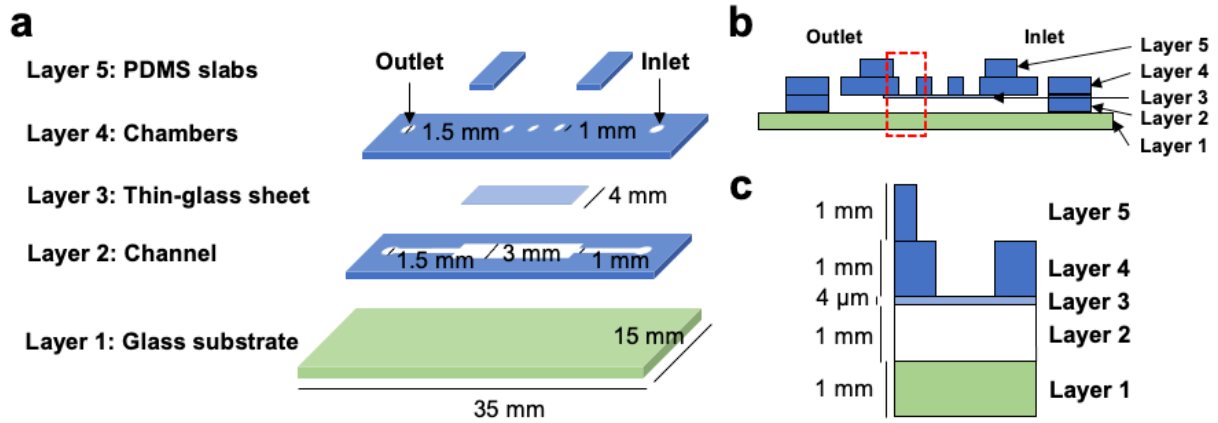 a
Outlet
Inlet
Layer 5: PDMS slabs
Layer 4: Chambers
1.5 mm
1 mm
Layer 3: Thin-glass sheet
4 mm
Layer 2: Channel
1.5 mm
3 mm
1 mm
Layer 1: Glass substrate
15 mm
35 mm
b
Outlet
Inlet
Layer 5
Layer 4
Layer 3
Layer 2
Layer 1
c
1 mm
Layer 5
1 mm
Layer 4
4 μm
Layer 3
1 mm
Layer 2
1 mm
Layer 1